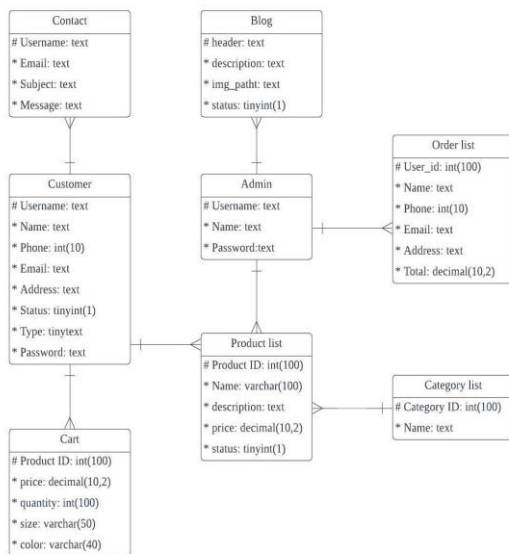 Contact
# Username: text
* Email: text
* Subject: text
* Message: text
Blog
# header: text
* description: text
* img_patht: text
* status: tinyint(1)
Order list
# User_id: int(100)
* Name: text
* Phone: int(10)
* Email: text
* Address: text
* Total: decimal(10,2)
Customer
# Username: text
* Name: text
* Phone: int(10)
* Email: text
* Address: text
* Status: tinyint(1)
* Type: tinytext
* Password: text
Admin
# Username: text
* Name: text
* Password:text
Product list
# Product ID: int(100)
* Name: varchar(100)
* description: text
* price: decimal(10,2)
* status: tinyint(1)
Category list
# Category ID: int(100)
* Name: text
Cart
# Product ID: int(100)
* price: decimal(10,2)
* quantity: int(100)
* size: varchar(50)
* color: varchar(40)